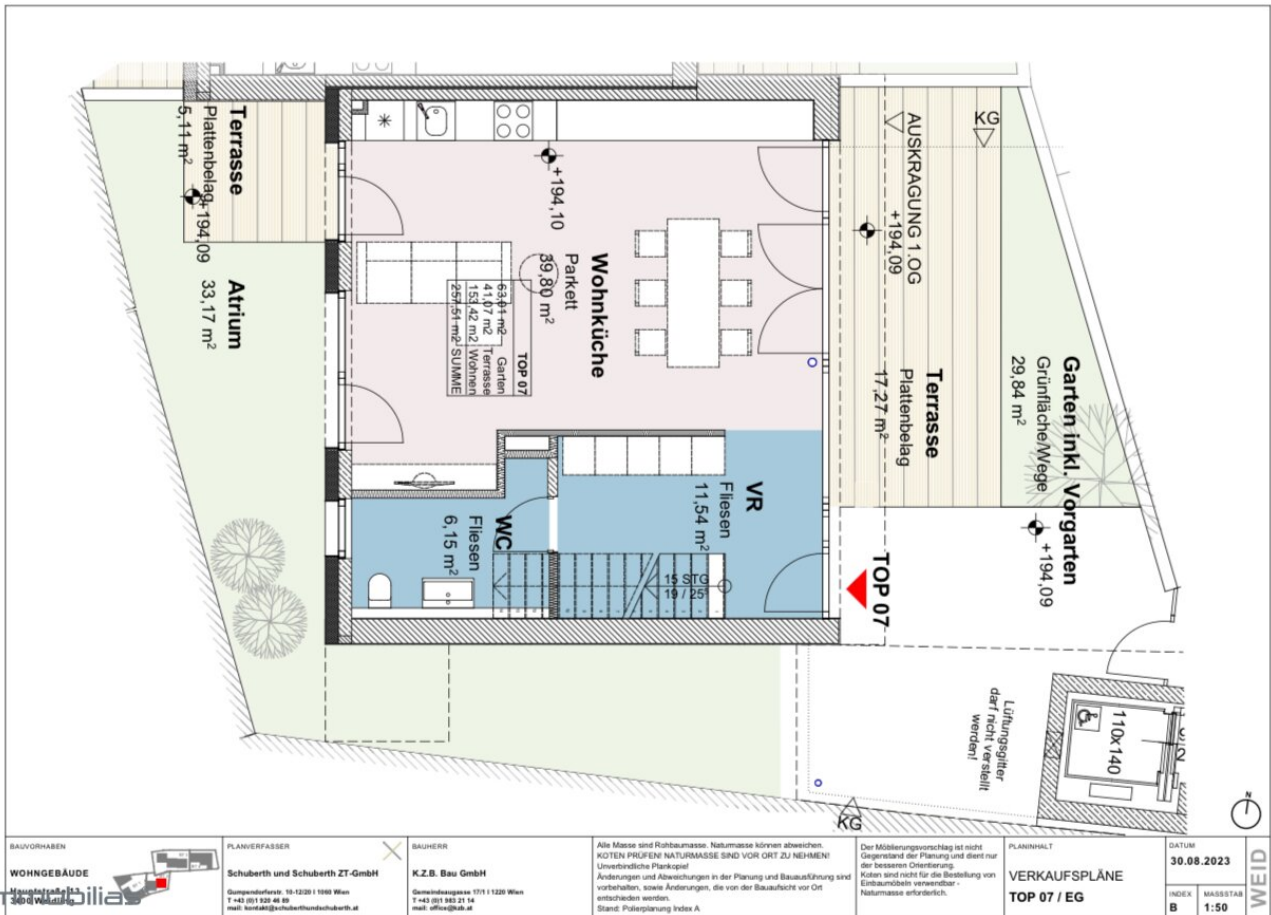 Terrasse
Plattenbelag
5,11 m²
+194,09
Atrium
33,17 m²
+194,10
Wohnküche
Parkett
39,80 m²
TOP 07
63,01 m2 Garten
41,07 m2 Terrasse
153,42 m2 Wohnen
257,51 m2 SUMME
AUSKRAGUNG 1.OG
+194,09
KG
Terrasse
Plattenbelag
17,27 m²
Garten inkl. Vorgarten
Grünfläche/Wege
29,84 m²
+194,09
VR
Fliesen
11,54 m²
WC
Fliesen
6,15 m²
15 STG
19 / 25⁵
TOP 07
Lüftungsgitter
darf nicht verstellt
werden!
110x140
KG
N
BAUVORHABEN
WOHNGEBÄUDE
3400 Weidling
PLANVERFASSER
Schuberth und Schuberth ZT-GmbH
Gumpendorferstr. 10-12/20 I 1060 Wien
T +43 (0)1 920 46 89
mail: kontakt@schuberthundschuberth.at
BAUHERR
K.Z.B. Bau GmbH
Gemeindeaugasse 17/1 I 1220 Wien
T +43 (0)1 983 21 14
mail: office@kzb.at
Alle Masse sind Rohbaumasse. Naturmasse können abweichen.
KOTEN PRÜFEN! NATURMASSE SIND VOR ORT ZU NEHMEN!
Unverbindliche Plankopie!
Änderungen und Abweichungen in der Planung und Bauausführung sind
vorbehalten, sowie Änderungen, die von der Bauaufsicht vor Ort
entschieden werden.
Stand: Polierplanung Index A
Der Möblierungsvorschlag ist nicht
Gegenstand der Planung und dient nur
der besseren Orientierung.
Koten sind nicht für die Bestellung von
Einbaumöbeln verwendbar -
Naturmasse erforderlich.
PLANINHALT
VERKAUFSPLÄNE
TOP 07 / EG
DATUM
30.08.2023
INDEX
B
MASSSTAB
1:50
WEID